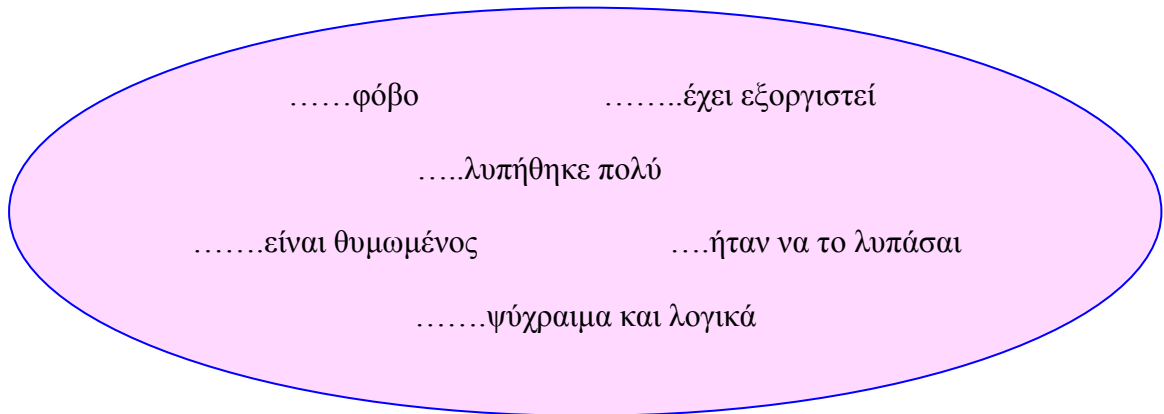 ……φόβο ……..έχει εξοργιστεί
…..λυπήθηκε πολύ
…….είναι θυμωμένος ….ήταν να το λυπάσαι
…….ψύχραιμα και λογικά